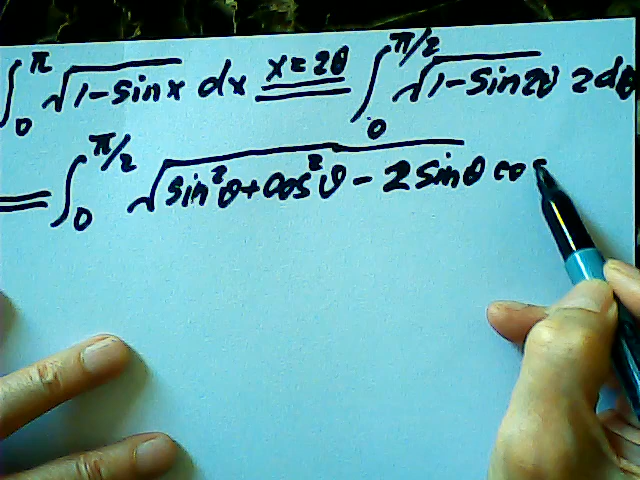 ∫₀^π √(1-sinx) dx x=2θ ∫₀^π/2 √(1-sin2θ) 2dθ
= ∫₀^π/2 √(sin²θ+cos²θ-2sinθ cos